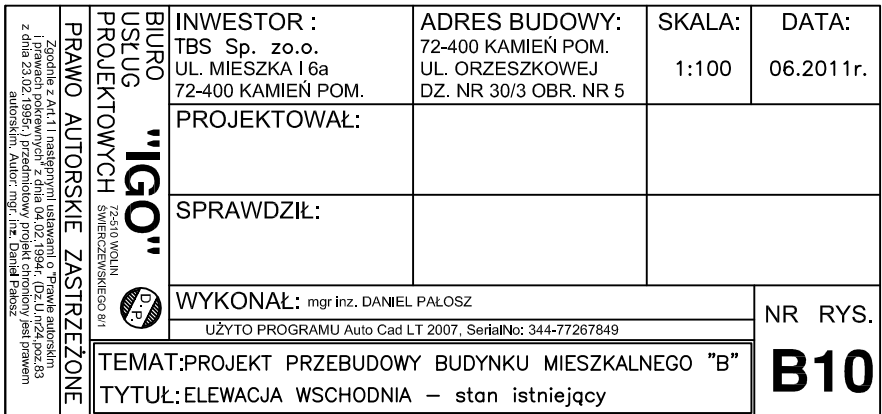 Zgodnie z Art.1 i następnymi ustawami o "Prawie autorskim
i prawach pokrewnych" z dnia 04.02.1994r. (Dz.U.nr24,poz,83
z dnia 23.02.1995r.) przedmiotowy projekt chroniony jest prawem
autorskim. Autor: mgr. inz. Daniel Pałosz
PRAWO AUTORSKIE ZASTRZEŻONE
BIURO
USŁUG
PROJEKTOWYCH
"IGO"
72-510 WOLIN
ŚWIERCZEWSKIEGO 8/1
D.P.
INWESTOR :
TBS Sp. zo.o.
UL. MIESZKA I 6a
72-400 KAMIEŃ POM.
ADRES BUDOWY:
72-400 KAMIEŃ POM.
UL. ORZESZKOWEJ
DZ. NR 30/3 OBR. NR 5
SKALA:
1:100
DATA:
06.2011r.
PROJEKTOWAŁ:
SPRAWDZIŁ:
WYKONAŁ: mgr inz. DANIEL PAŁOSZ
UŻYTO PROGRAMU Auto Cad LT 2007, SerialNo: 344-77267849
TEMAT:PROJEKT PRZEBUDOWY BUDYNKU MIESZKALNEGO "B"
TYTUŁ:ELEWACJA WSCHODNIA – stan istniejący
NR RYS.
B10